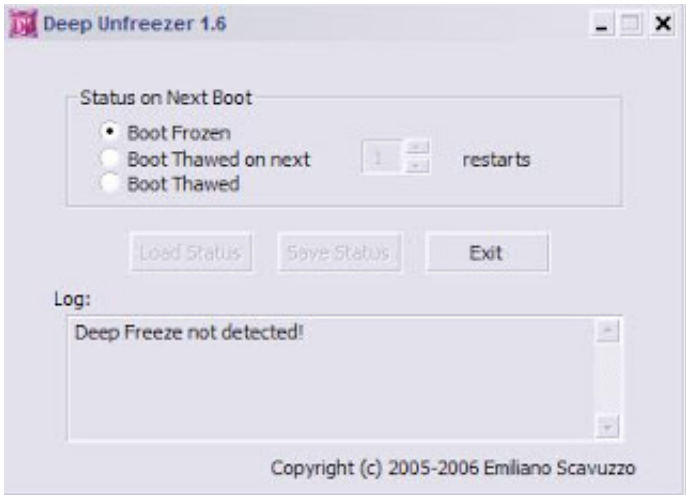 Deep Unfreezer 1.6
Status on Next Boot
Boot Frozen
Boot Thawed on next 1 restarts
Boot Thawed
Load Status Save Status Exit
Log:
Deep Freeze not detected!
Copyright (c) 2005-2006 Emiliano Scavuzzo